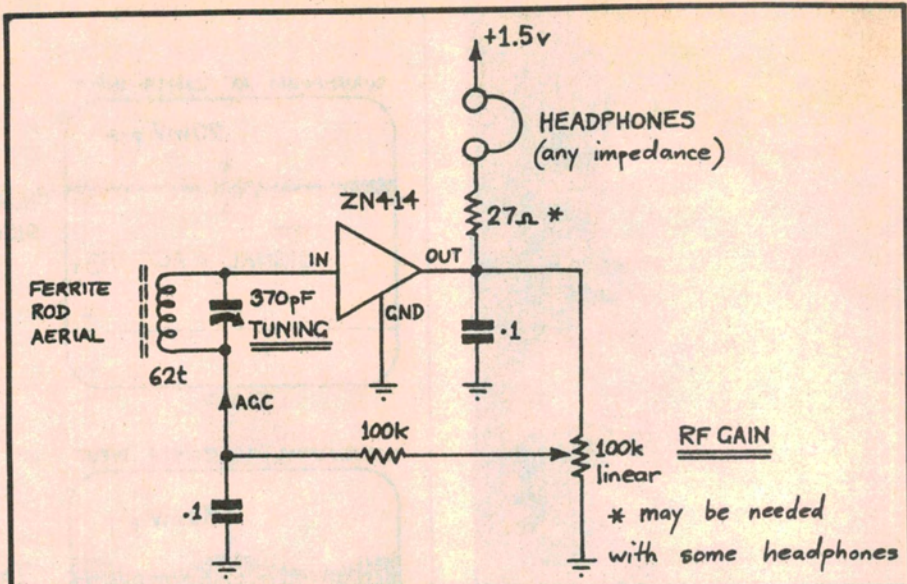 +1.5v
HEADPHONES
(any impedance)
ZN414
27Ω *
IN
OUT
FERRITE
ROD
AERIAL
370pF
TUNING
GND
.1
62t
AGC
100k
100k
linear
RF GAIN
.1
* may be needed
with some headphones